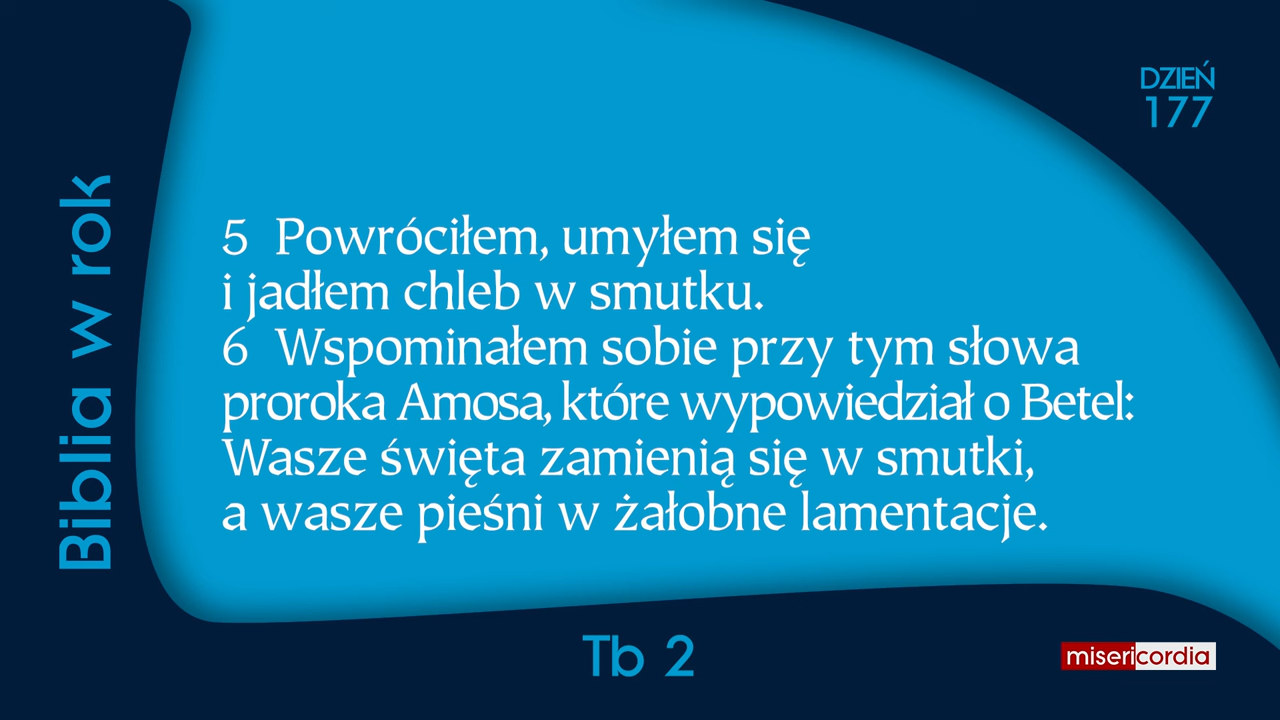 DZIEŃ
177
Biblia w rok
5 Powróciłem, umyłem się
i jadłem chleb w smutku.
6 Wspominałem sobie przy tym słowa
proroka Amosa, które wypowiedział o Betel:
Wasze święta zamienią się w smutki,
a wasze pieśni w żałobne lamentacje.
Tb 2
misericordia